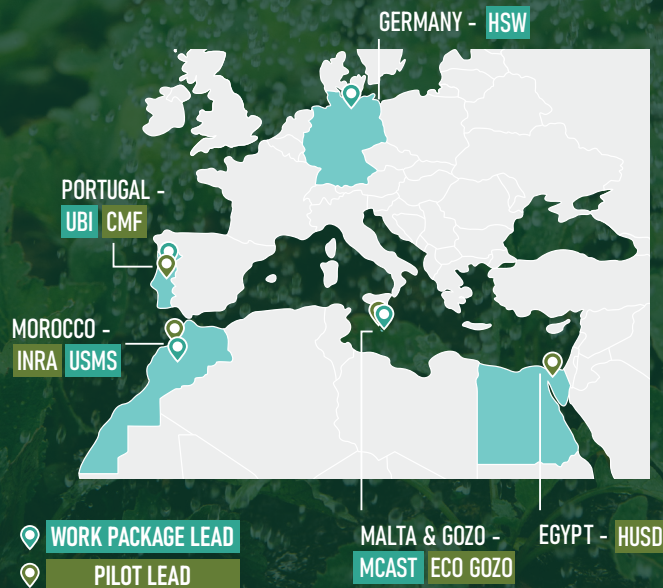 GERMANY - HSW
PORTUGAL -
UBI CMF
MOROCCO -
INRA USMS
WORK PACKAGE LEAD
PILOT LEAD
MALTA & GOZO -
MCAST ECO GOZO
EGYPT - HUSD